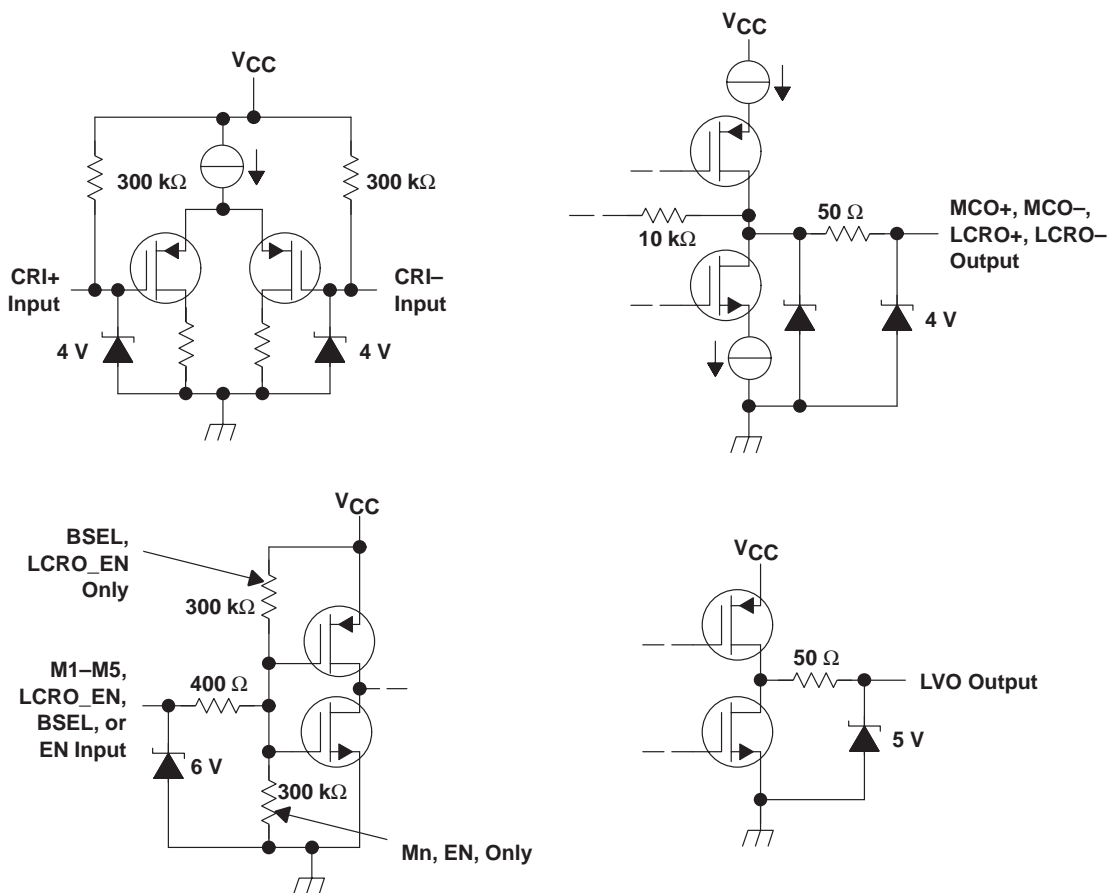 VCC
300 kΩ
300 kΩ
CRI+
Input
CRI–
Input
4 V
4 V
VCC
10 kΩ
50 Ω
MCO+, MCO–,
LCRO+, LCRO–
Output
4 V
VCC
BSEL,
LCRO_EN
Only
300 kΩ
M1–M5,
LCRO_EN,
BSEL, or
EN Input
400 Ω
6 V
300 kΩ
Mn, EN, Only
VCC
50 Ω
LVO Output
5 V